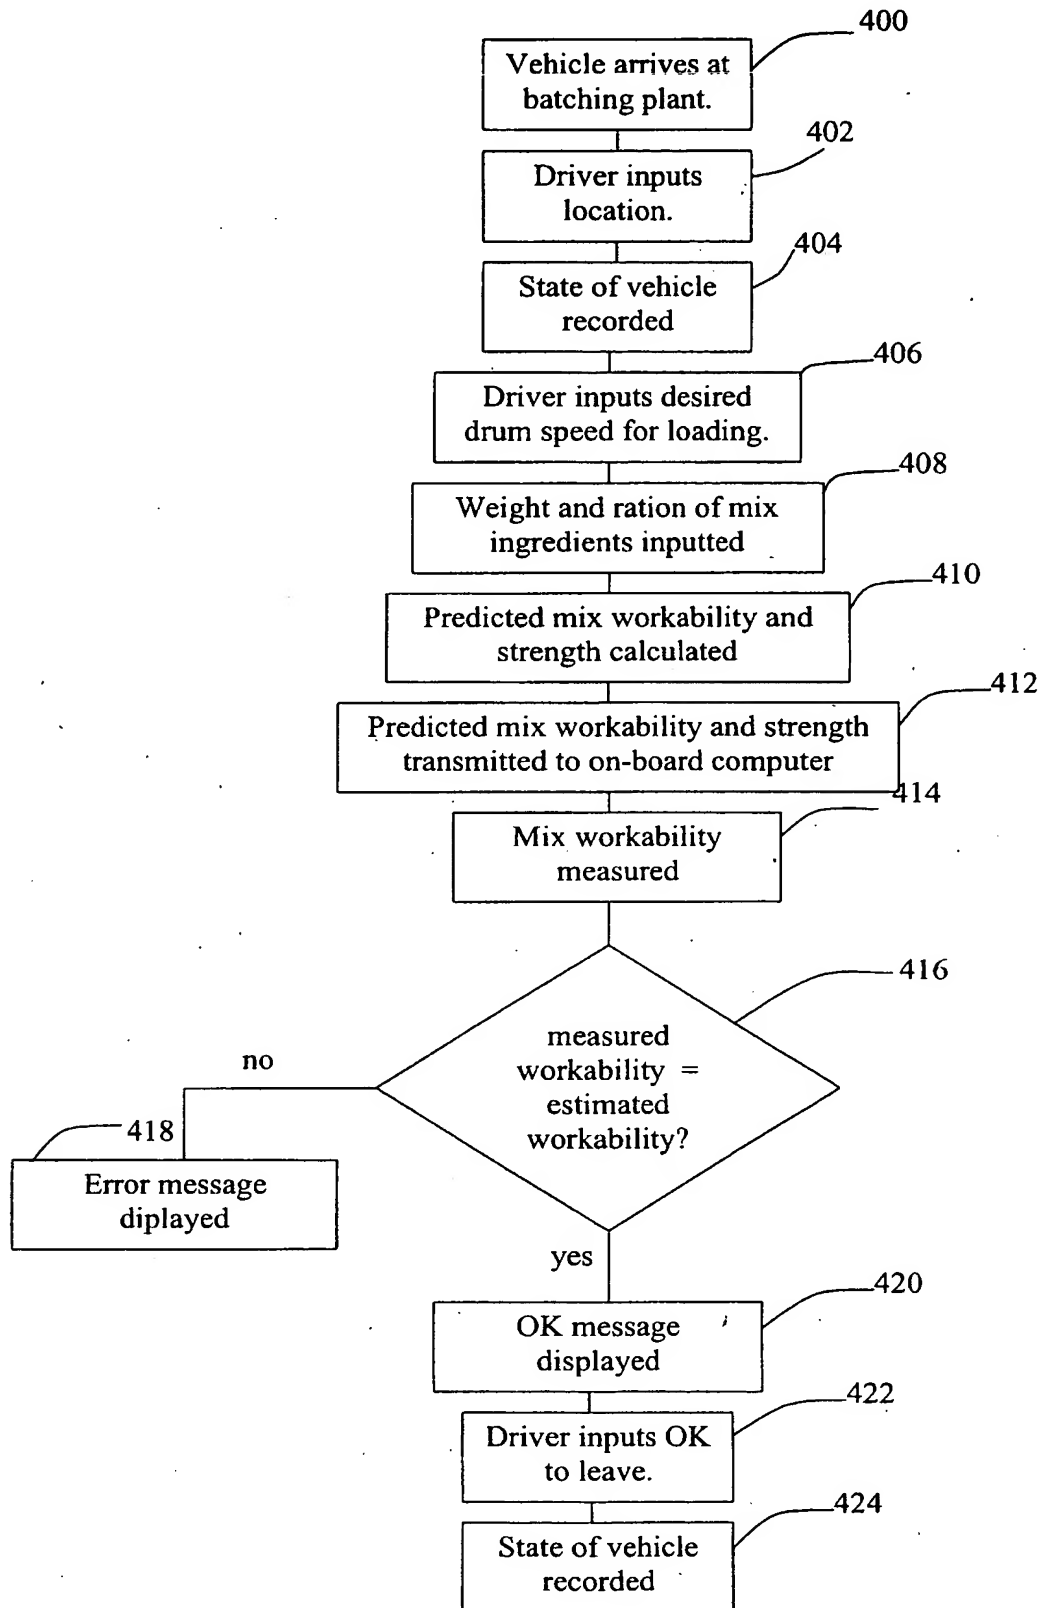 400
Vehicle arrives at
batching plant.
402
Driver inputs
location.
404
State of vehicle
recorded
406
Driver inputs desired
drum speed for loading.
408
Weight and ration of mix
ingredients inputted
410
Predicted mix workability and
strength calculated
412
Predicted mix workability and strength
transmitted to on-board computer
414
Mix workability
measured
416
measured
workability =
estimated
workability?
no
418
Error message
diplayed
yes
420
OK message
displayed
422
Driver inputs OK
to leave.
424
State of vehicle
recorded